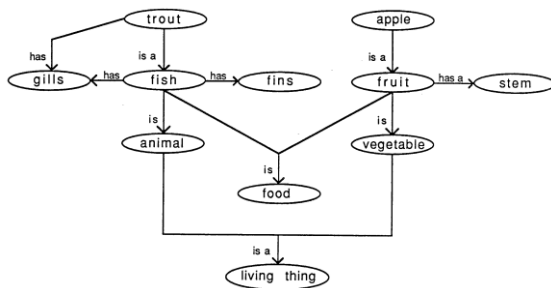 trout
apple
has
is a
is a
gills
has
fish
has
fins
fruit
has a
stem
is
is
animal
vegetable
is
food
is a
living thing